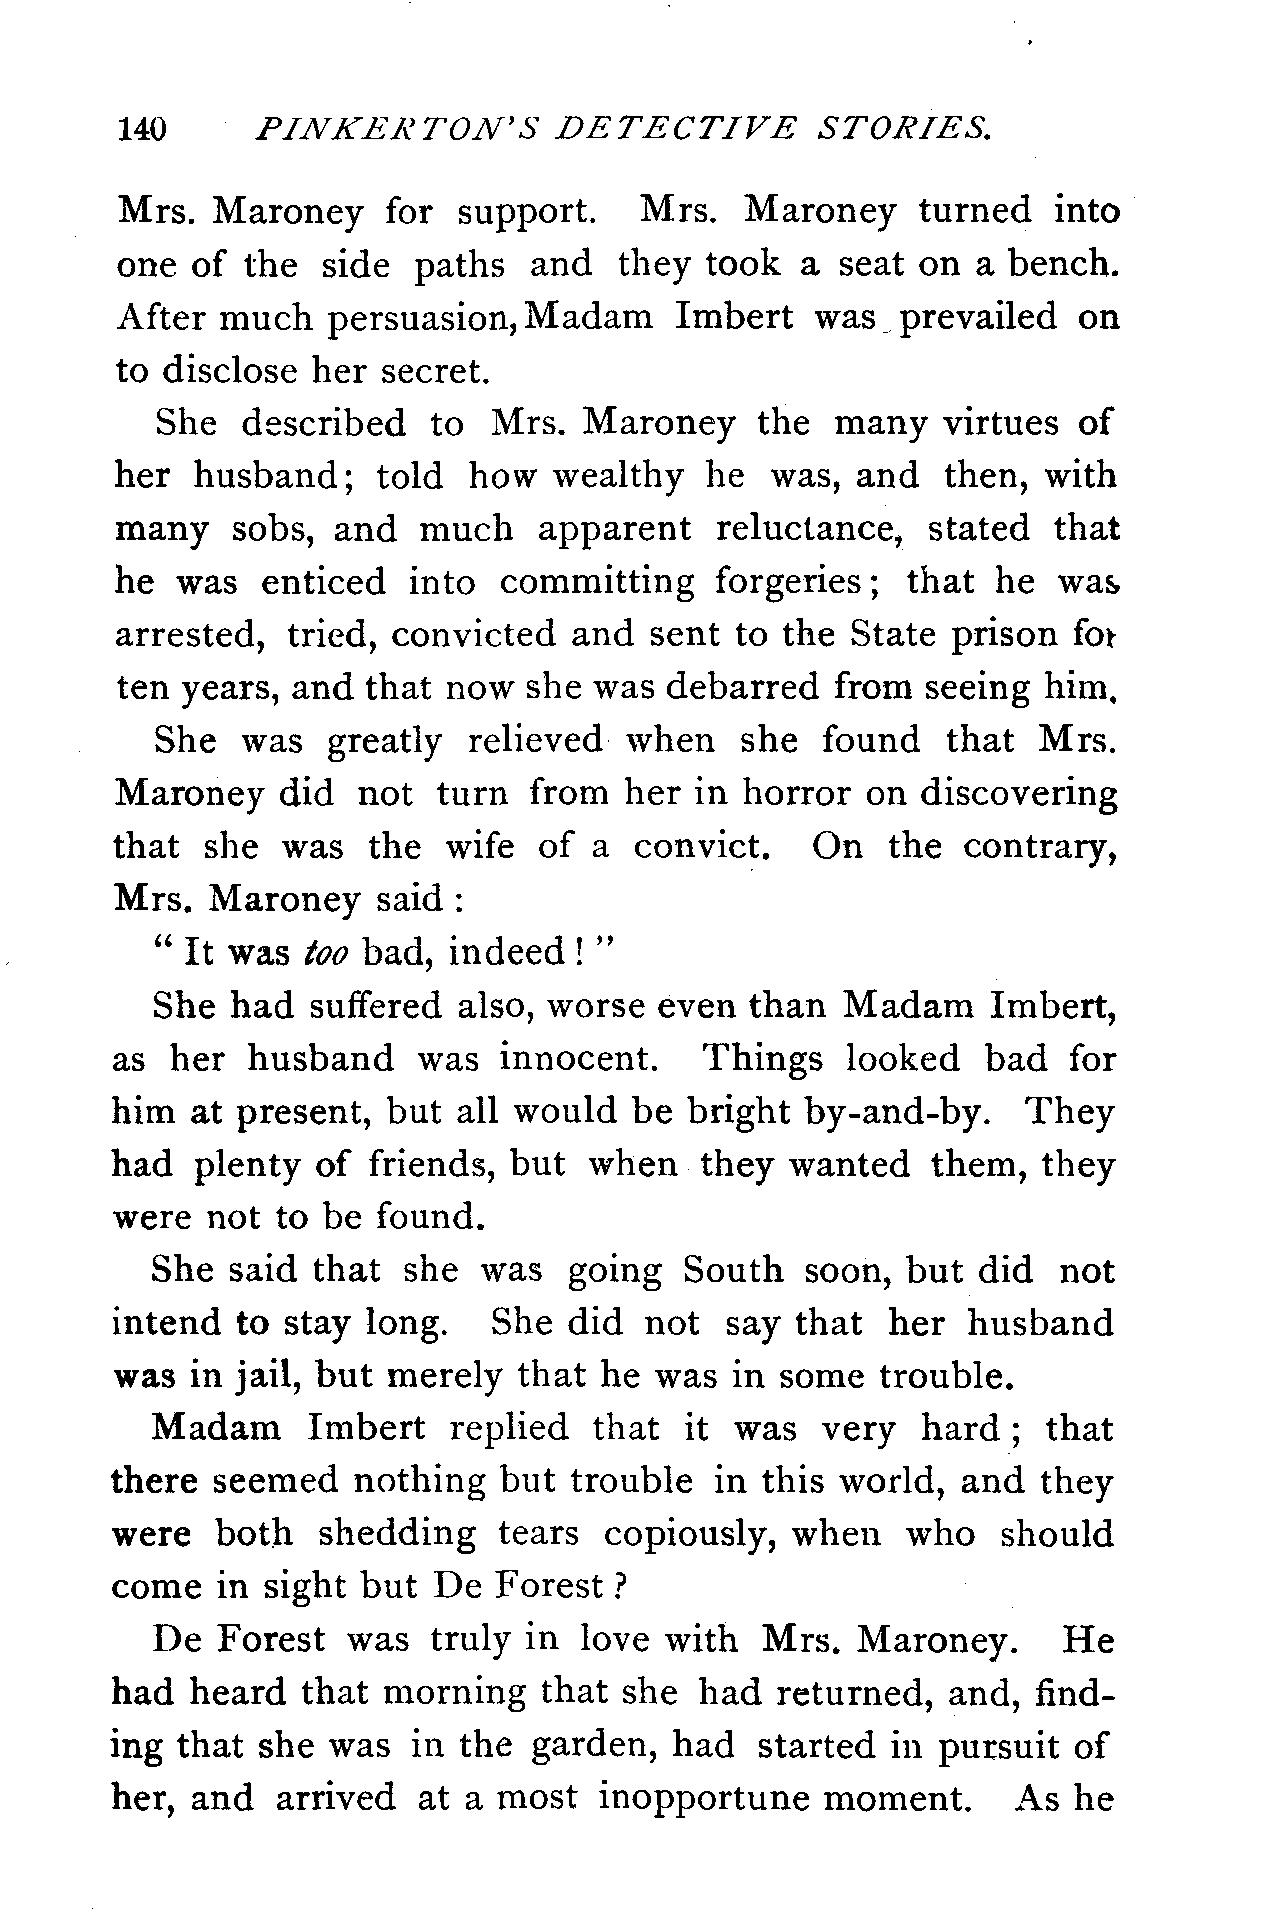 140 PINKERTON'S DETECTIVE STORIES.
Mrs. Maroney for support. Mrs. Maroney turned into
one of the side paths and they took a seat on a bench.
After much persuasion, Madam Imbert was prevailed on
to disclose her secret.
She described to Mrs. Maroney the many virtues of
her husband; told how wealthy he was, and then, with
many sobs, and much apparent reluctance, stated that
he was enticed into committing forgeries; that he was
arrested, tried, convicted and sent to the State prison for
ten years, and that now she was debarred from seeing him.
She was greatly relieved when she found that Mrs.
Maroney did not turn from her in horror on discovering
that she was the wife of a convict. On the contrary,
Mrs. Maroney said :
" It was too bad, indeed ! "
She had suffered also, worse even than Madam Imbert,
as her husband was innocent. Things looked bad for
him at present, but all would be bright by-and-by. They
had plenty of friends, but when they wanted them, they
were not to be found.
She said that she was going South soon, but did not
intend to stay long. She did not say that her husband
was in jail, but merely that he was in some trouble.
Madam Imbert replied that it was very hard ; that
there seemed nothing but trouble in this world, and they
were both shedding tears copiously, when who should
come in sight but De Forest ?
De Forest was truly in love with Mrs. Maroney. He
had heard that morning that she had returned, and, find-
ing that she was in the garden, had started in pursuit of
her, and arrived at a most inopportune moment. As he